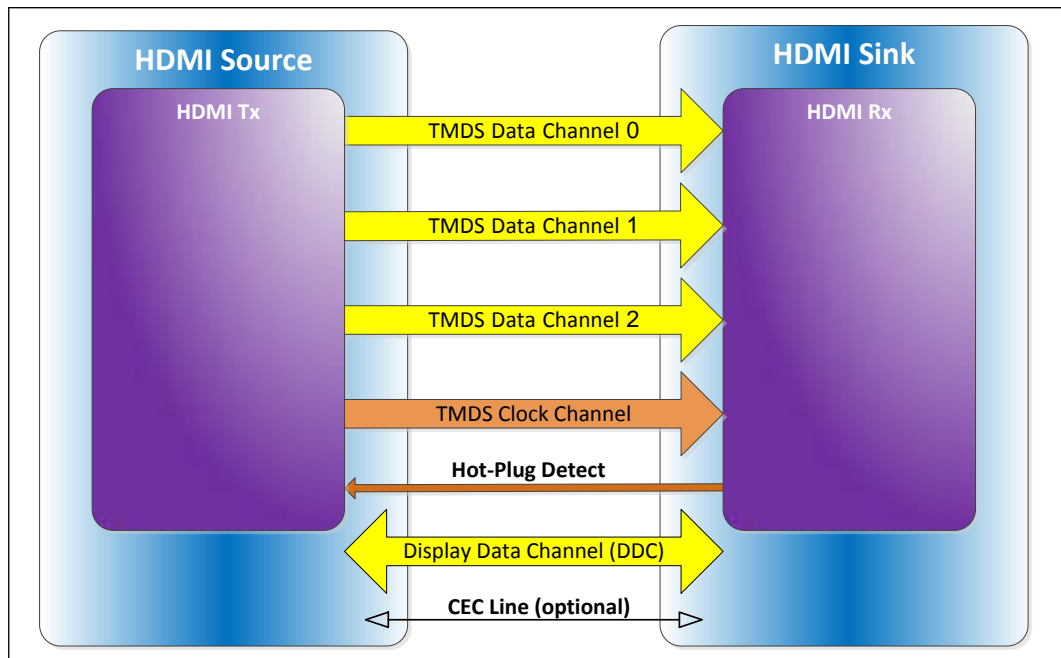 HDMI Source
HDMI Sink
HDMI Tx
HDMI Rx
TMDS Data Channel 0
TMDS Data Channel 1
TMDS Data Channel 2
TMDS Clock Channel
Hot-Plug Detect
Display Data Channel (DDC)
CEC Line (optional)